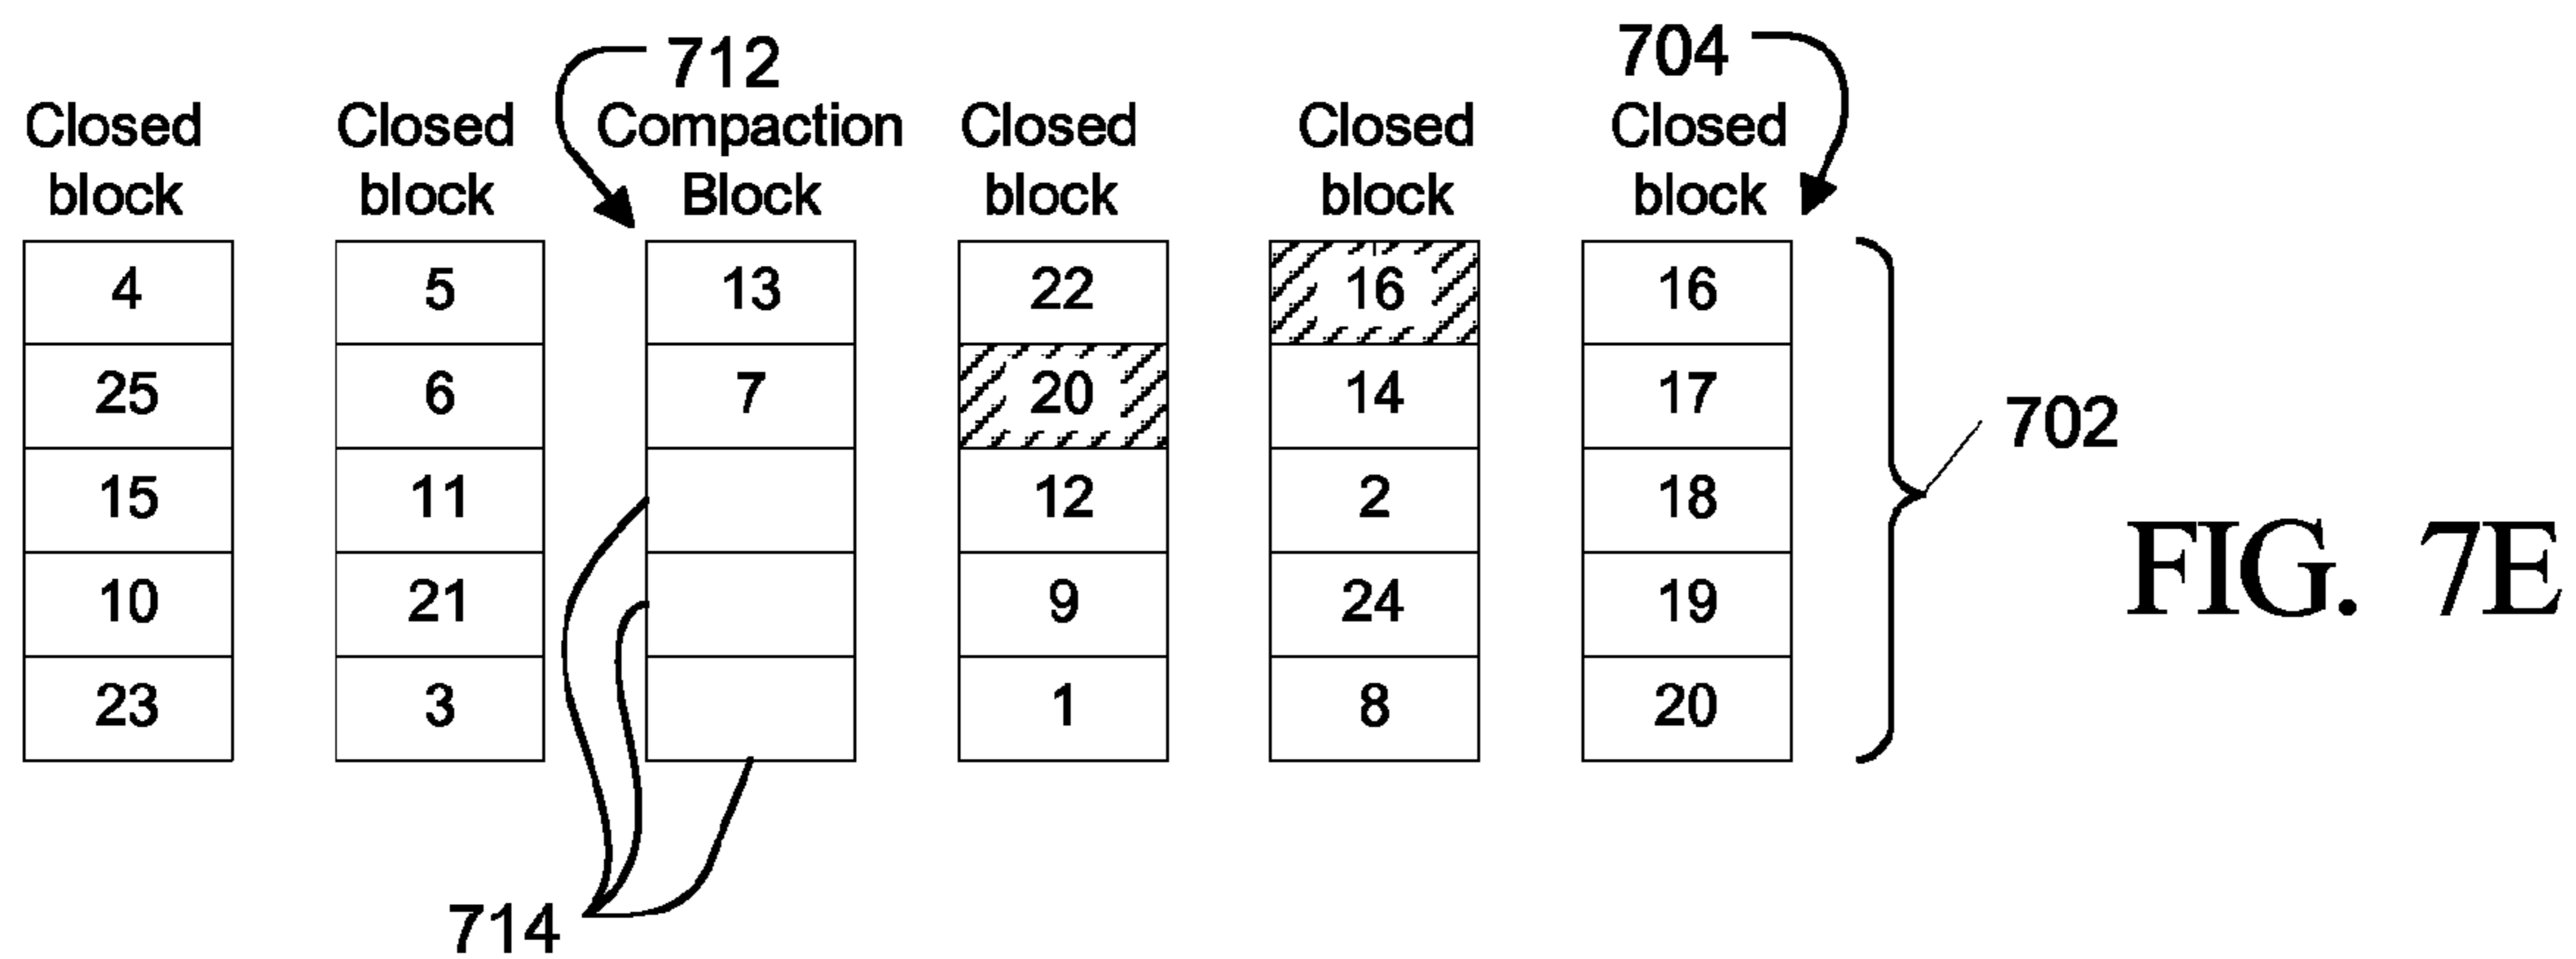 712
704
Closed Closed Compaction Closed Closed Closed
block block Block block block block
4 5 13 22 16 16
25 6 7 20 14 17
702
15 11 12 2 18
FIG. 7E
10 21 9 24 19
23 3 1 8 20
714